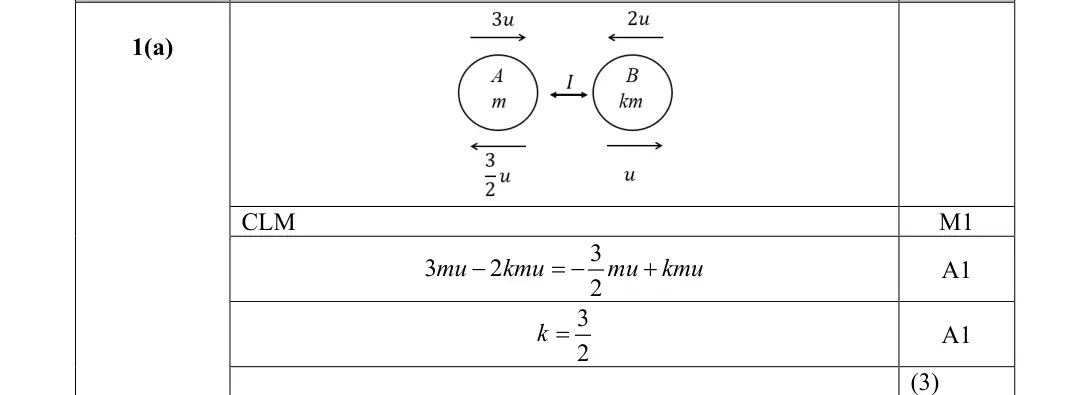 1(a)
3u 2u
A I B
m km
3/2 u u
CLM M1
3mu − 2kmu = −3/2 mu + kmu A1
k = 3/2 A1
(3)